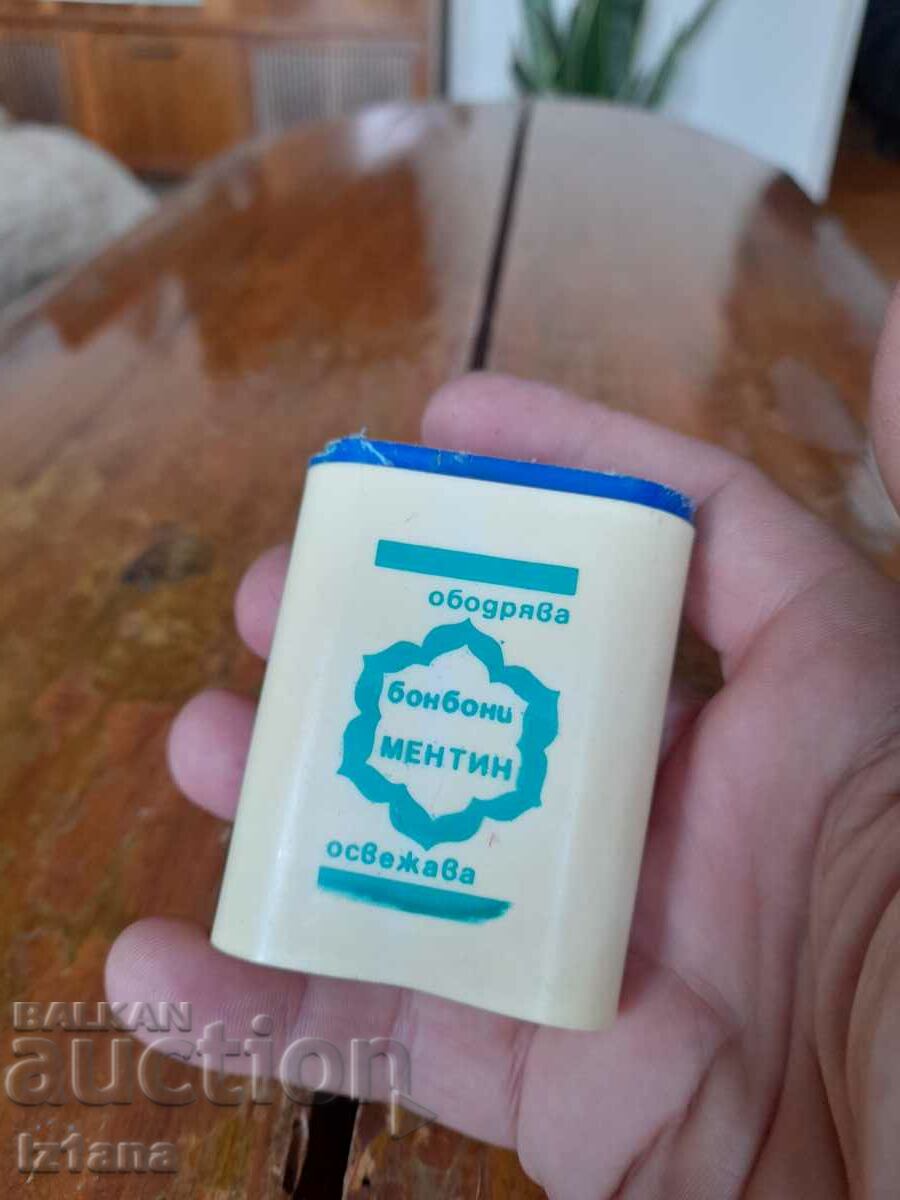 ободрява
бонбони
МЕНТИН
освежава
BALKAN
auction
Iz1ana